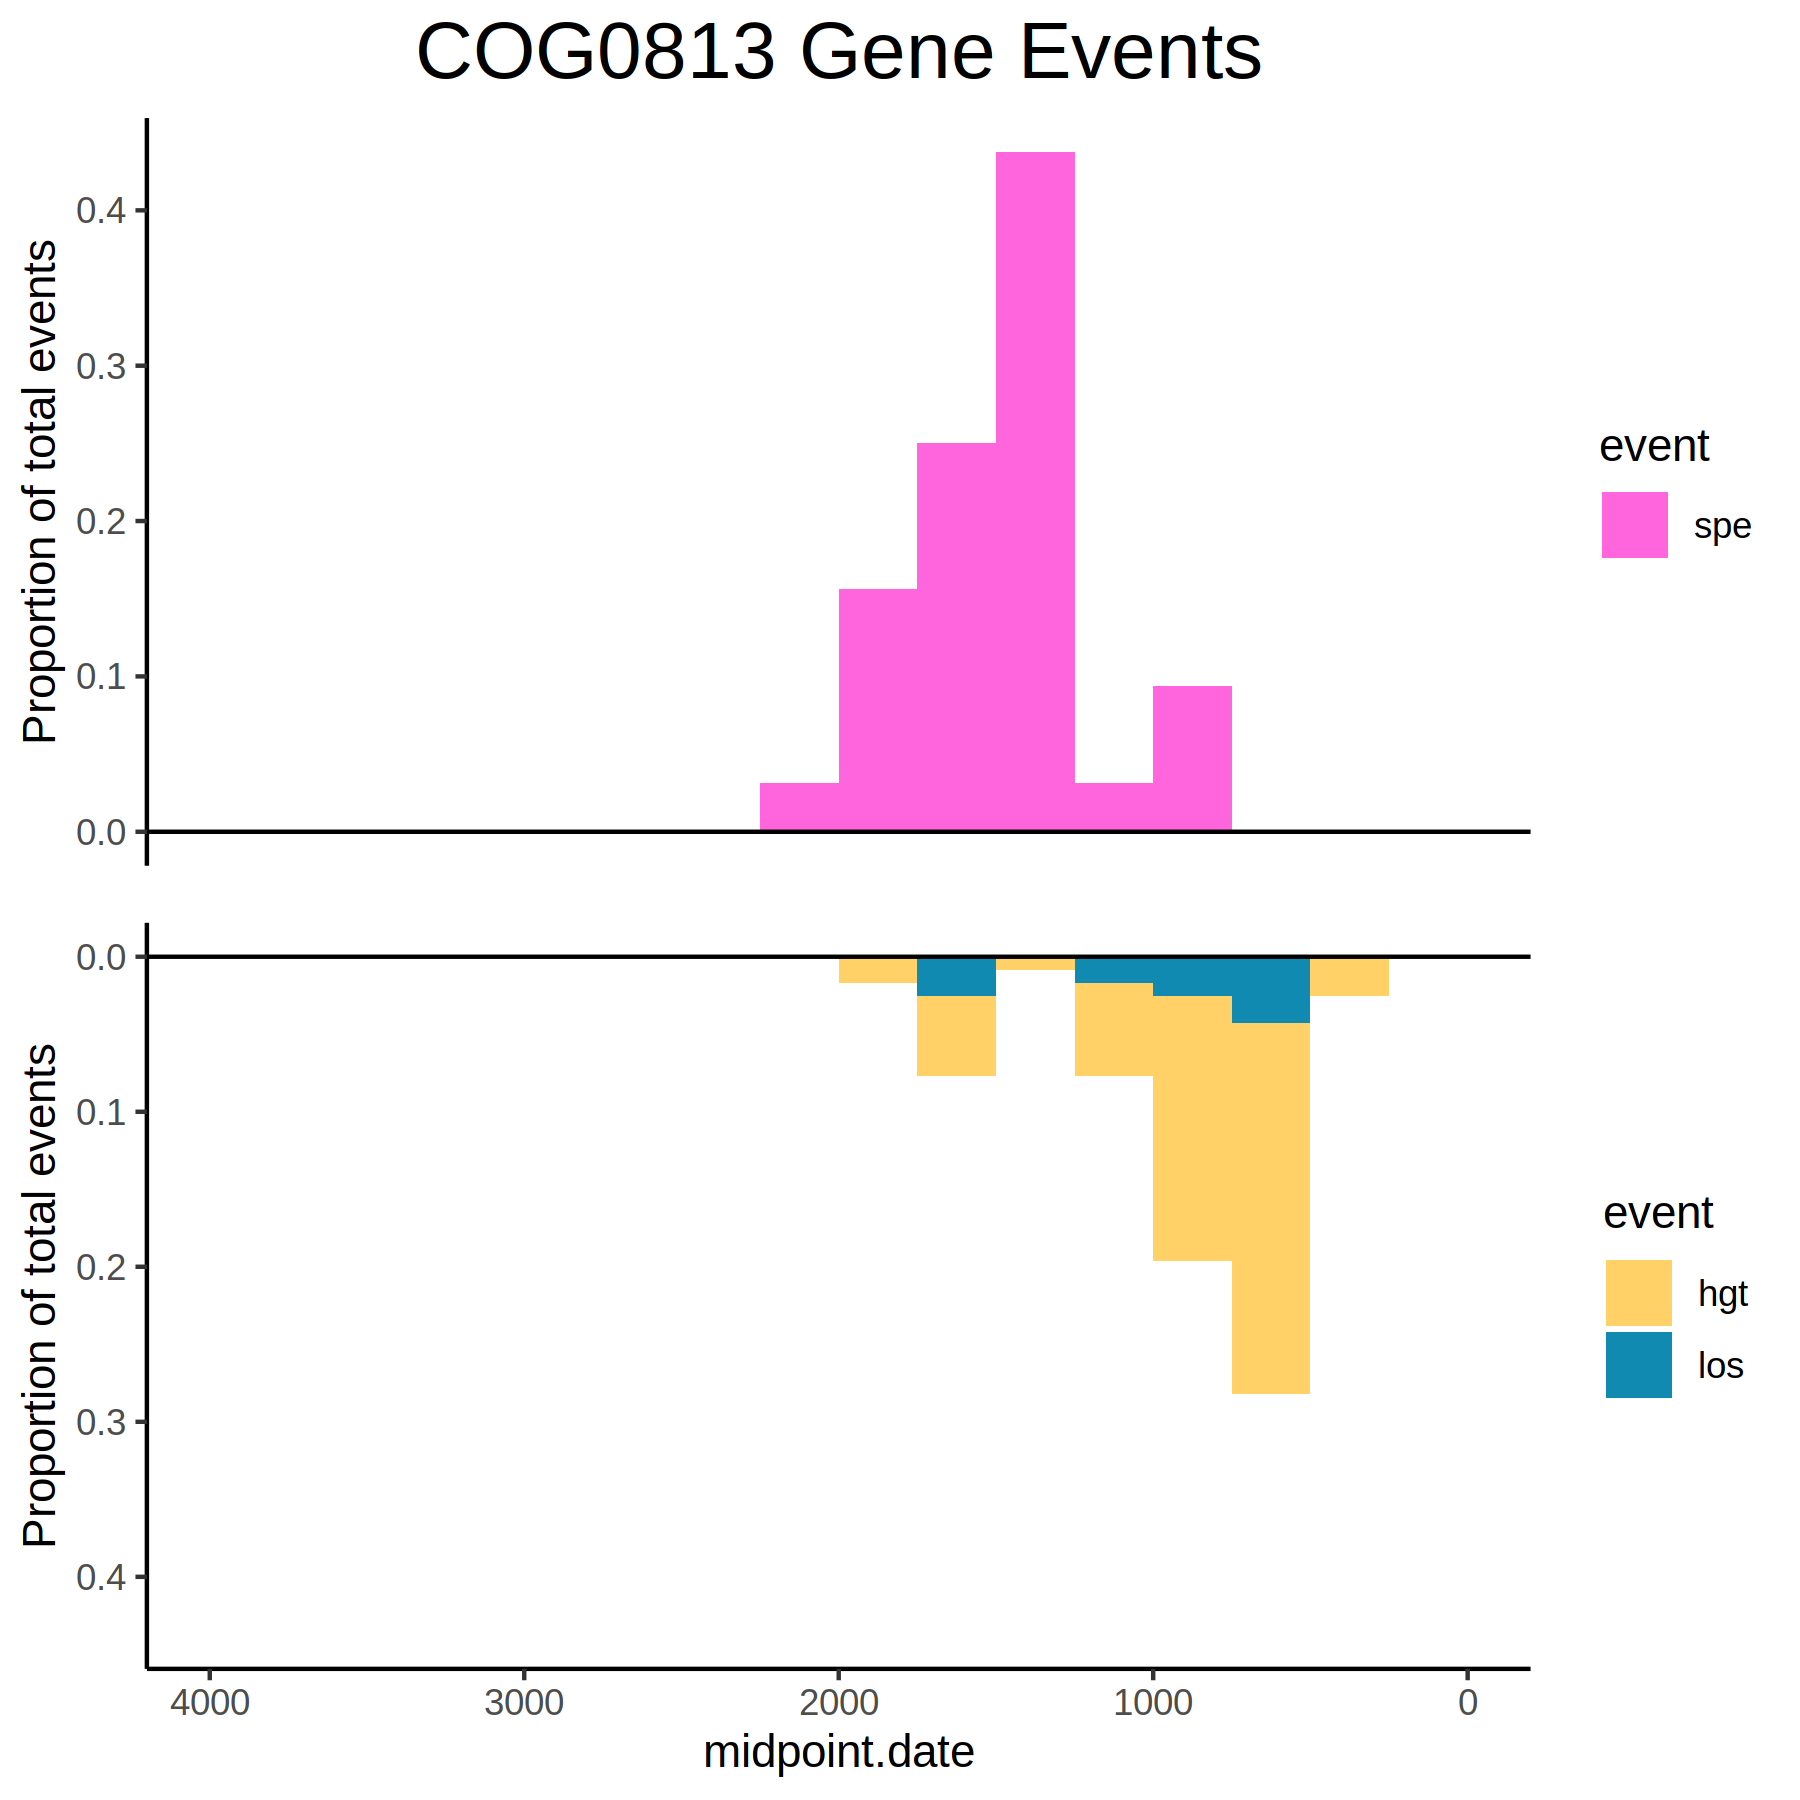 COG0813 Gene Events
Proportion of total events
0.4
0.3
0.2
0.1
0.0
event
spe
Proportion of total events
0.0
0.1
0.2
0.3
0.4
event
hgt
los
4000 3000 2000 1000 0
midpoint.date